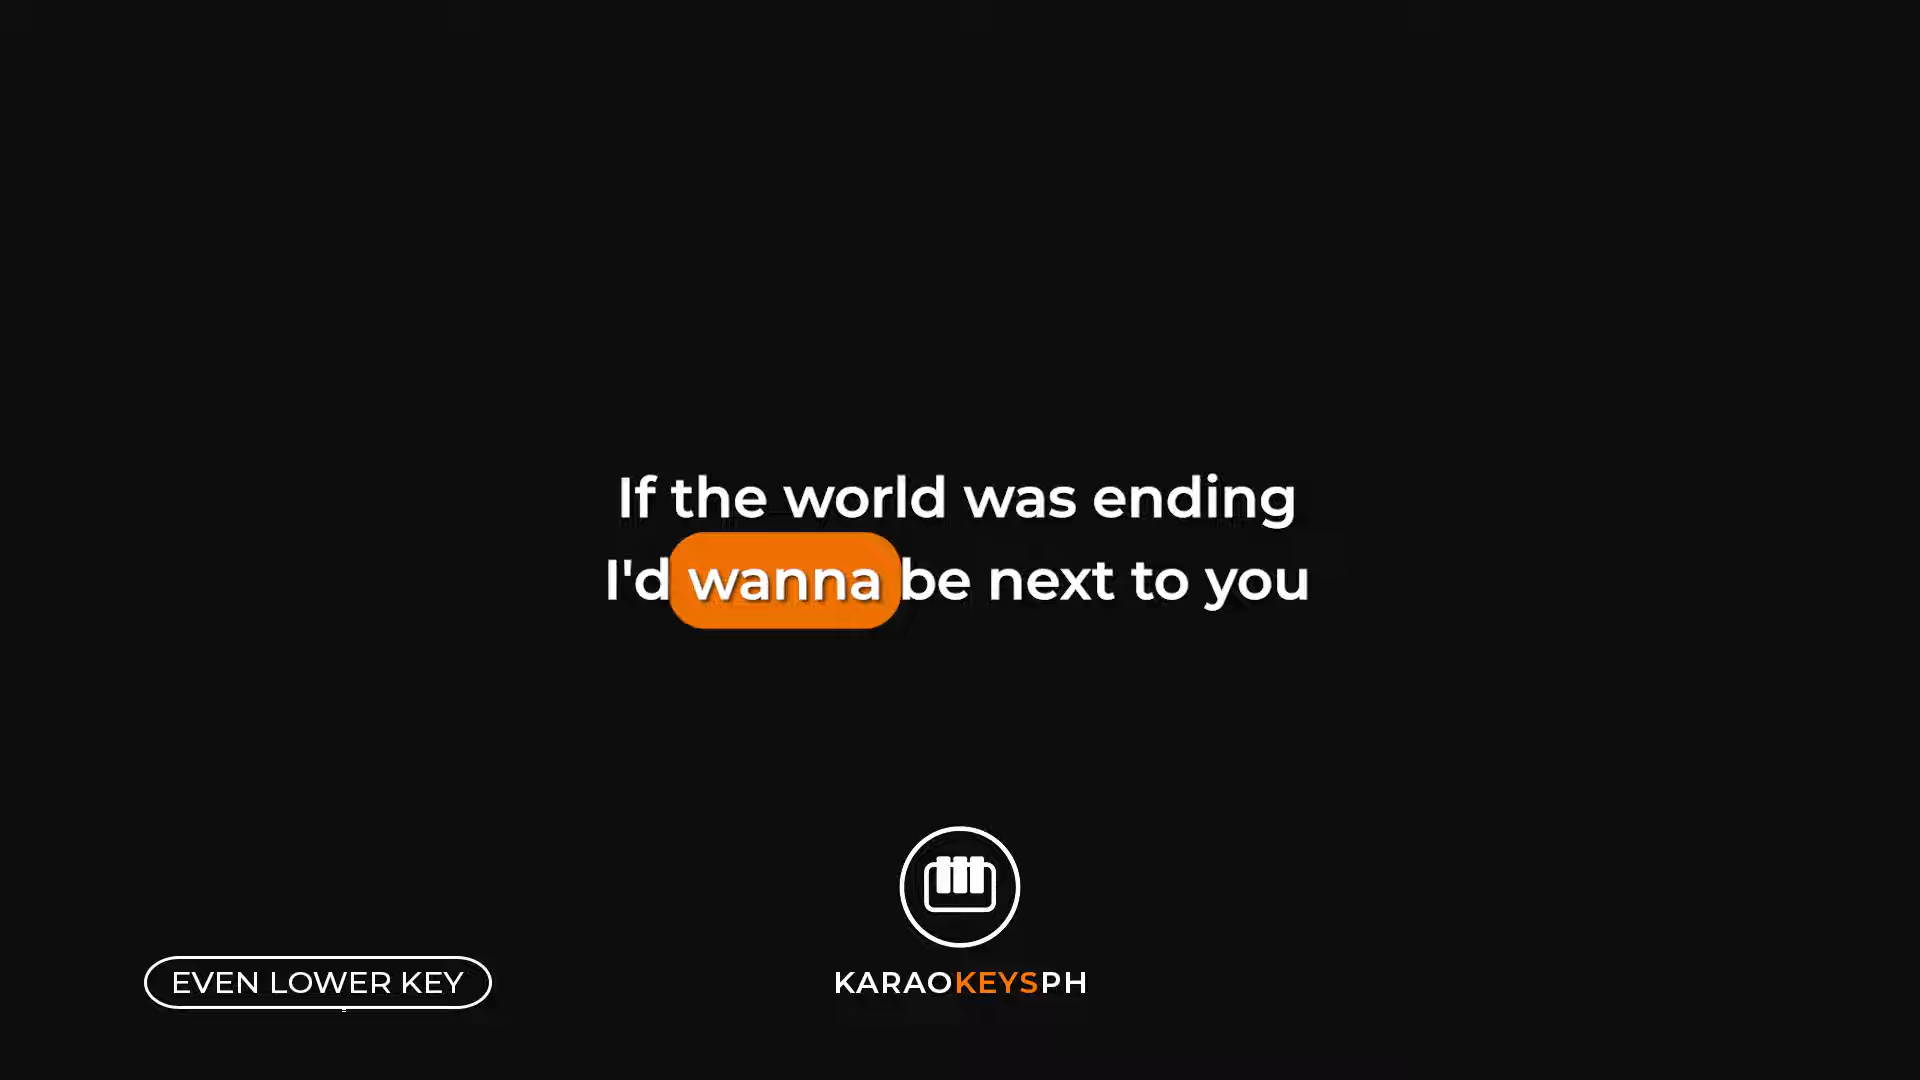 If the world was ending
I'd wanna be next to you
EVEN LOWER KEY
KARAOKEYSPH